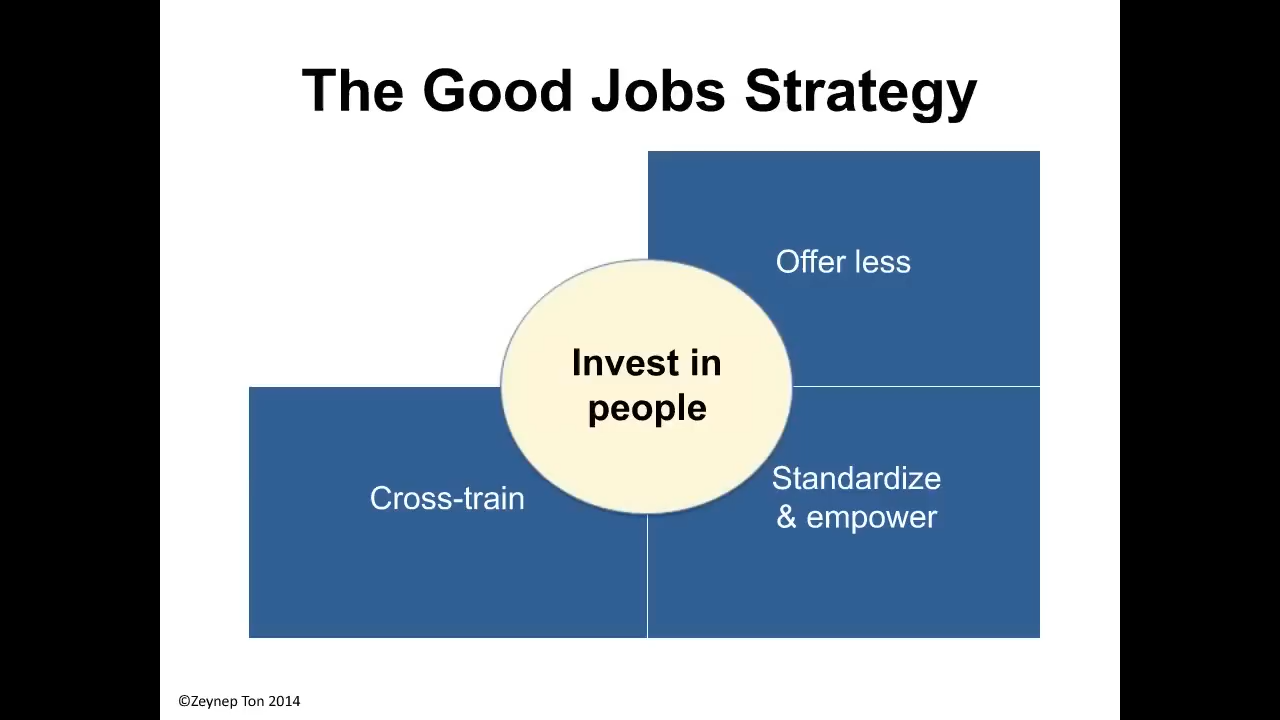 The Good Jobs Strategy
Offer less
Invest in
people
Cross-train
Standardize
& empower
©Zeynep Ton 2014